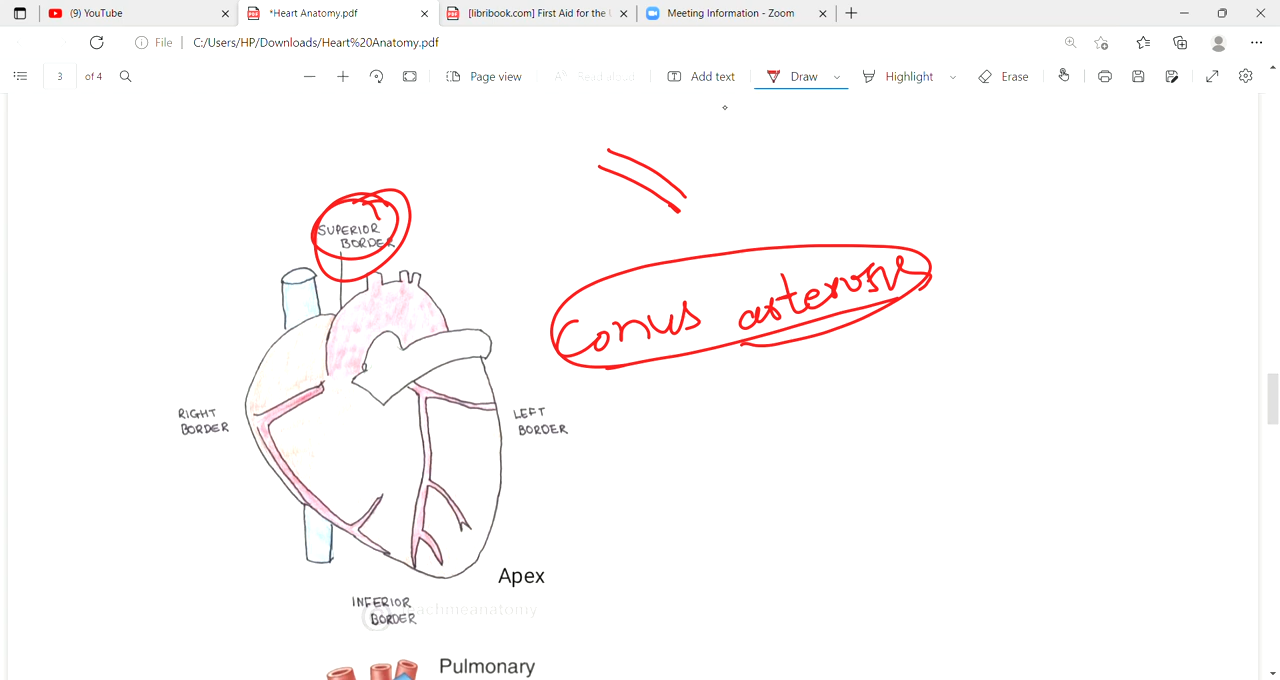 (9) YouTube
*Heart Anatomy.pdf
[libribook.com] First Aid for the U
Meeting Information - Zoom
File
C:/Users/HP/Downloads/Heart%20Anatomy.pdf
3 of 4
Page view
Read aloud
Add text
Draw
Highlight
Erase
SUPERIOR
BORDER
Conus arterosus
RIGHT
BORDER
LEFT
BORDER
Apex
INFERIOR
BORDER
teachmeanatomy
Pulmonary